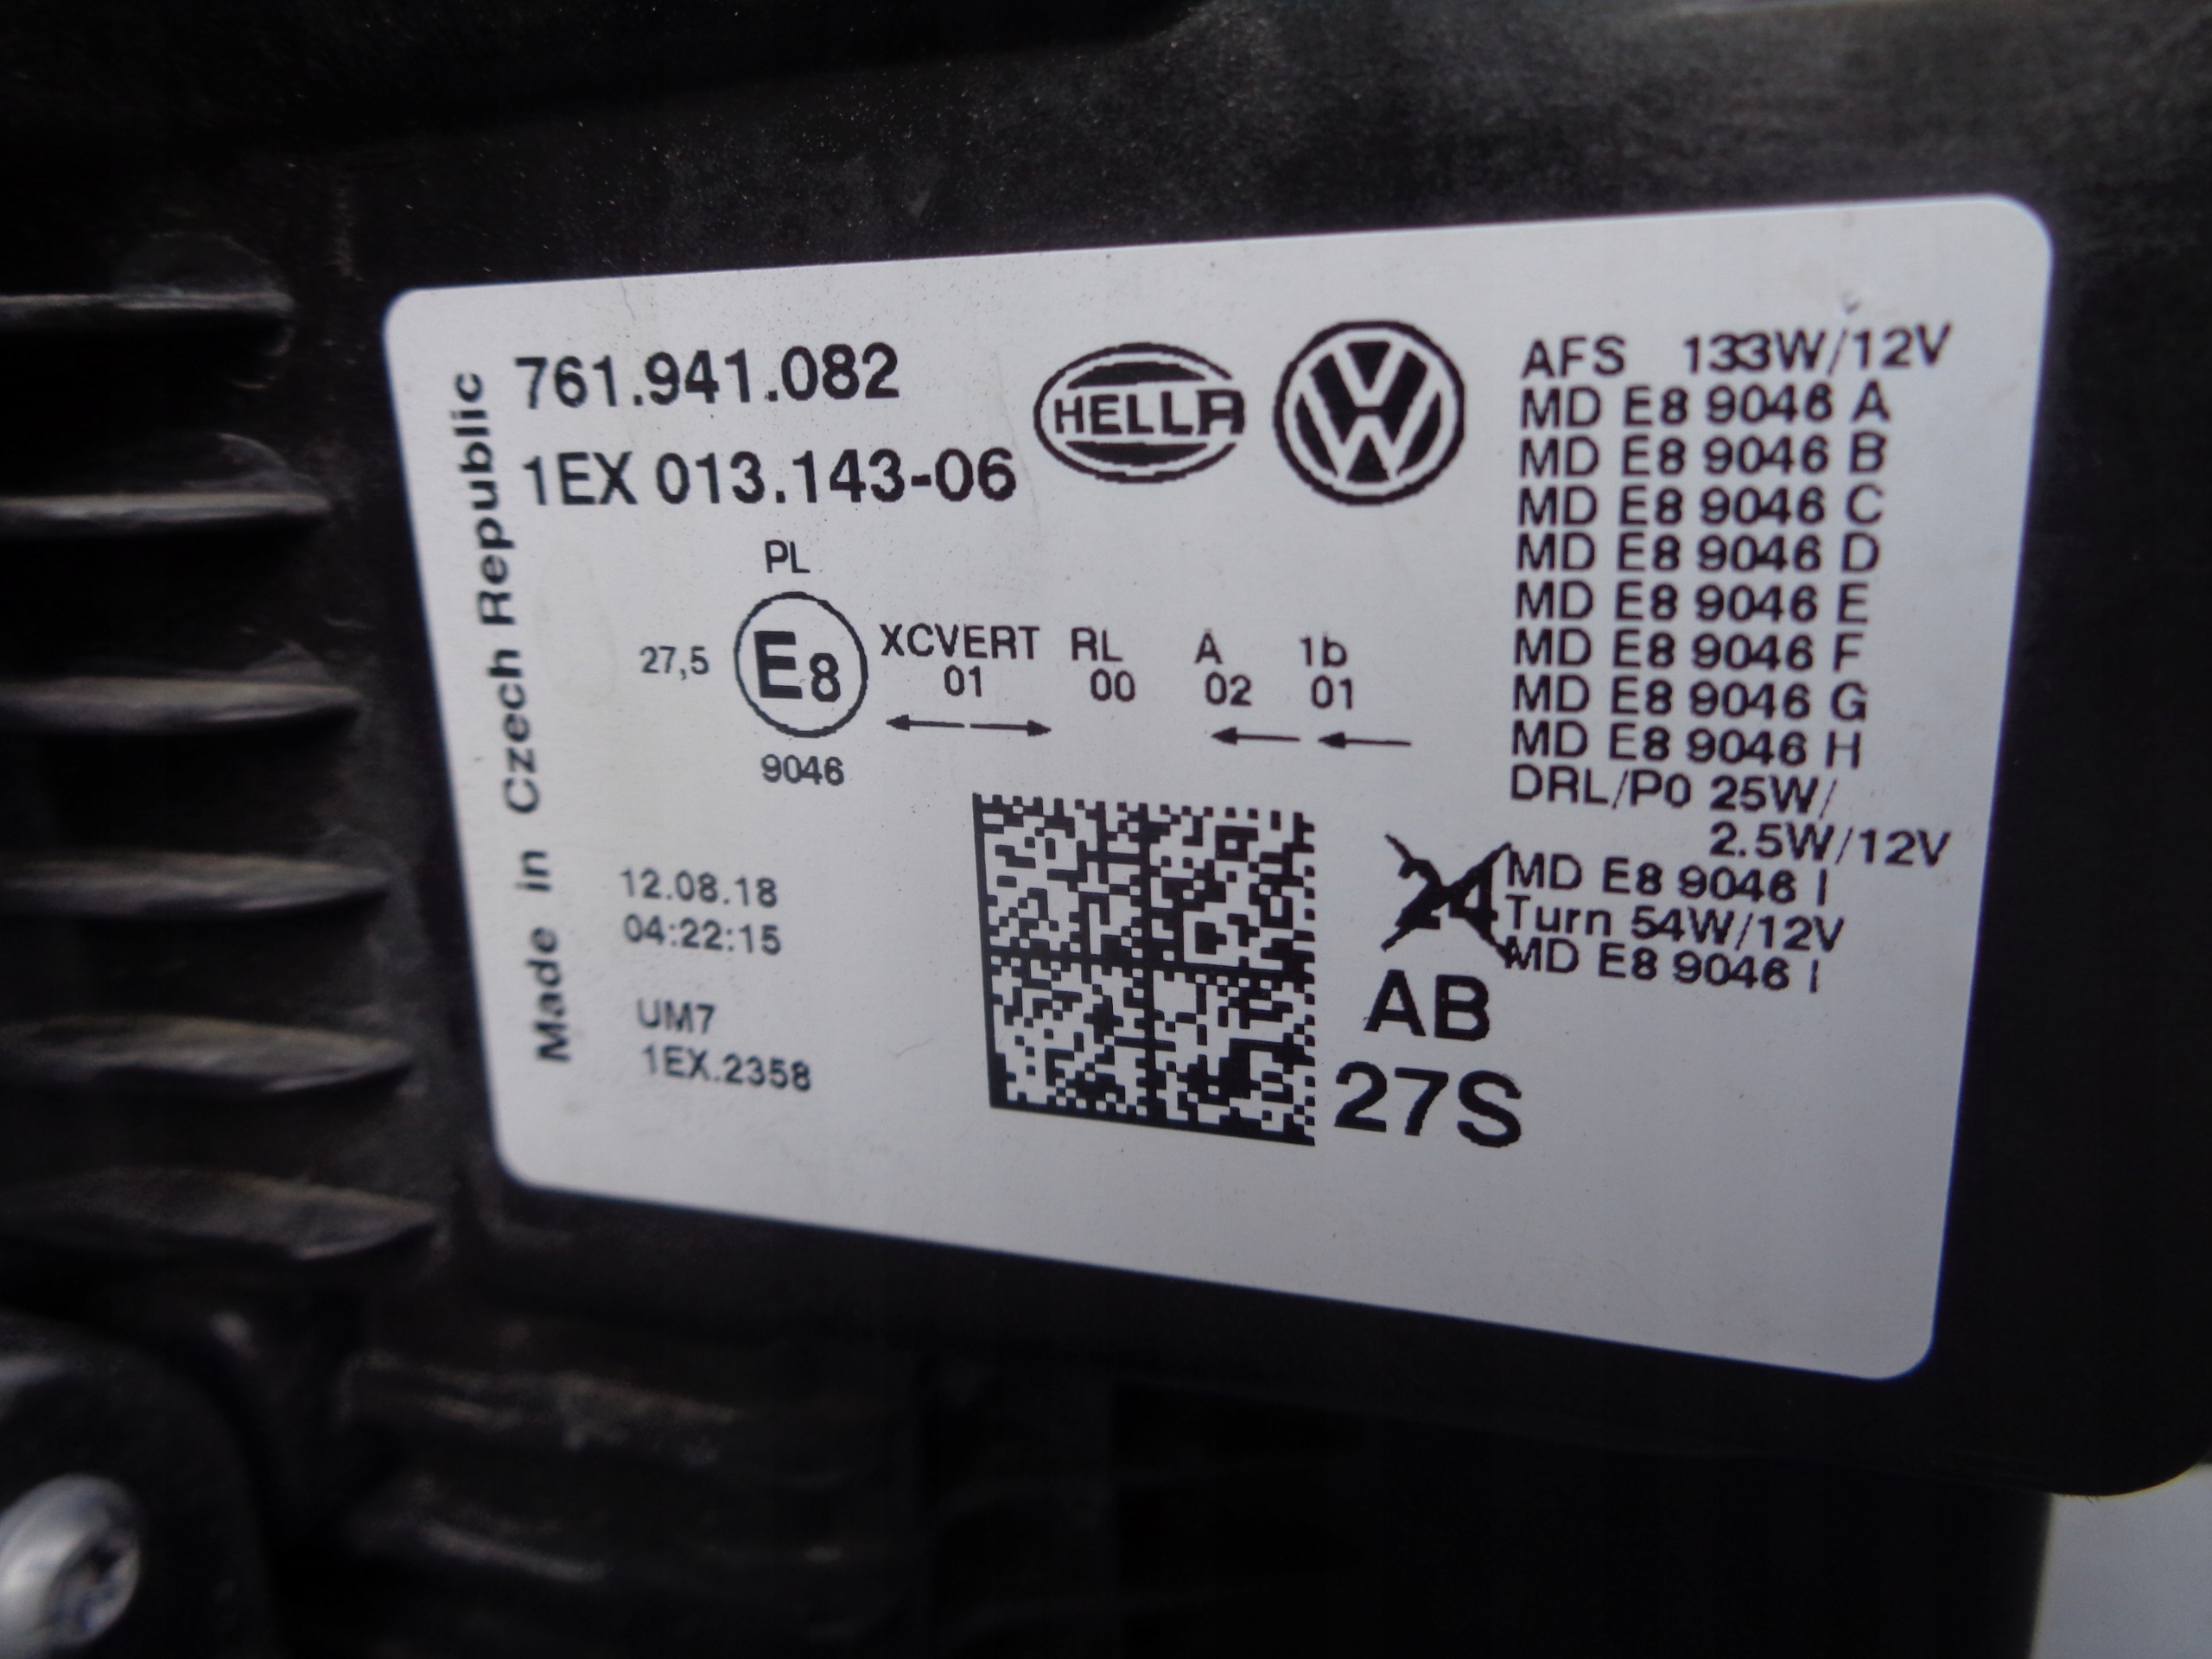 Made in Czech Republic
761.941.082
1EX 013.143-06
HELLA
VW
PL
27,5 E8 XCVERT RL A 1b
01 00 02 01
9046
12.08.18
04:22:15
UM7
1EX.2358
24
AB
27S
AFS 133W/12V
MD E8 9046 A
MD E8 9046 B
MD E8 9046 C
MD E8 9046 D
MD E8 9046 E
MD E8 9046 F
MD E8 9046 G
MD E8 9046 H
DRL/P0 25W/
2.5W/12V
MD E8 9046 I
Turn 54W/12V
MD E8 9046 I